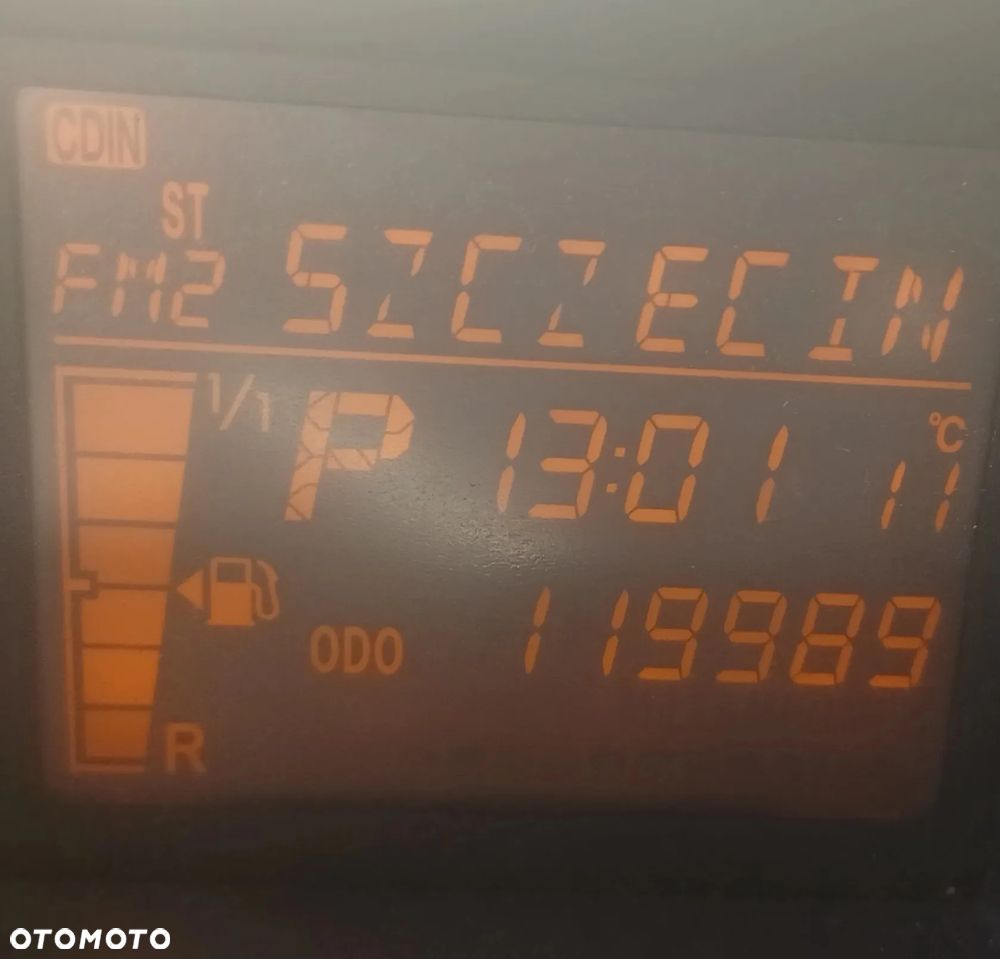 CDIN
ST
FM2 SZCZECIN
1/1 P 13:01 11 °C
ODO 119989
R
OTOMOTO